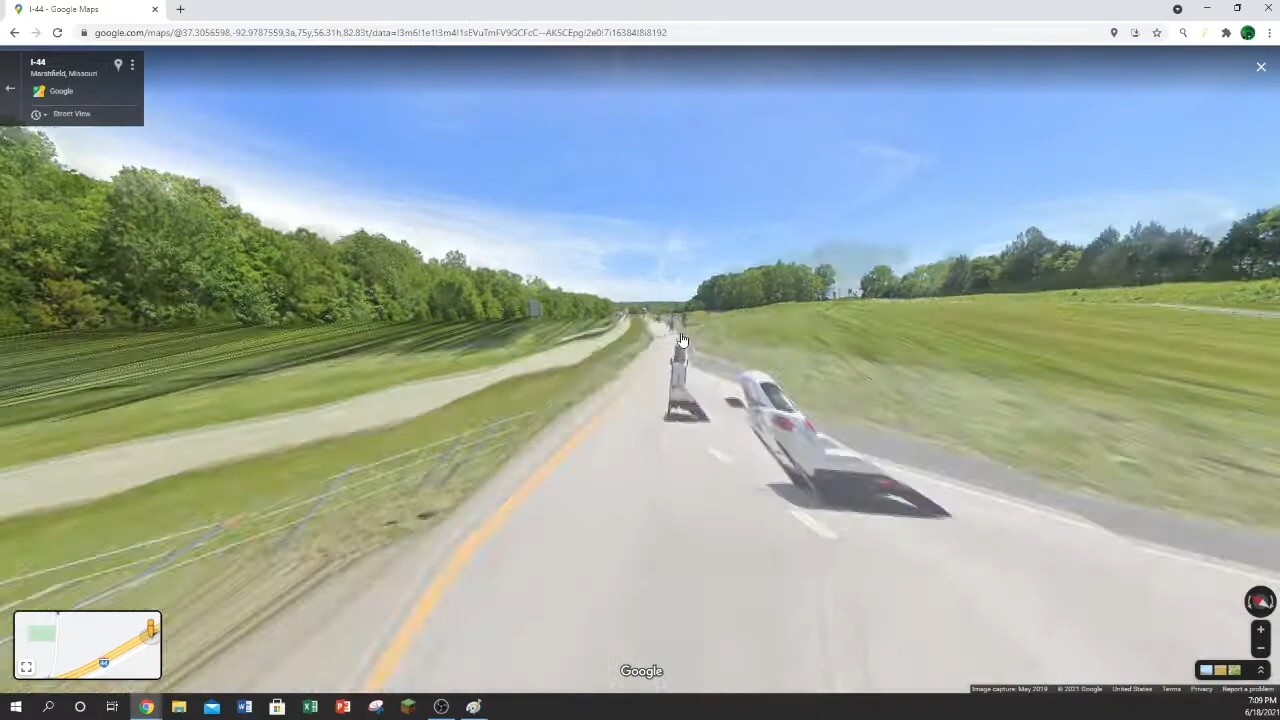 I-44 - Google Maps
google.com/maps/@37.3056598,-92.9787559,3a,75y,56.31h,82.83t/data=!3m6!1e1!3m4!1sEVuTmFV9GCFcC--AK5CEpg!2e0!7i16384!8i8192
I-44
Marshfield, Missouri
Google
Street View
44
Google
Image capture: May 2019 © 2021 Google United States Terms Privacy Report a problem
7:09 PM
6/18/2021